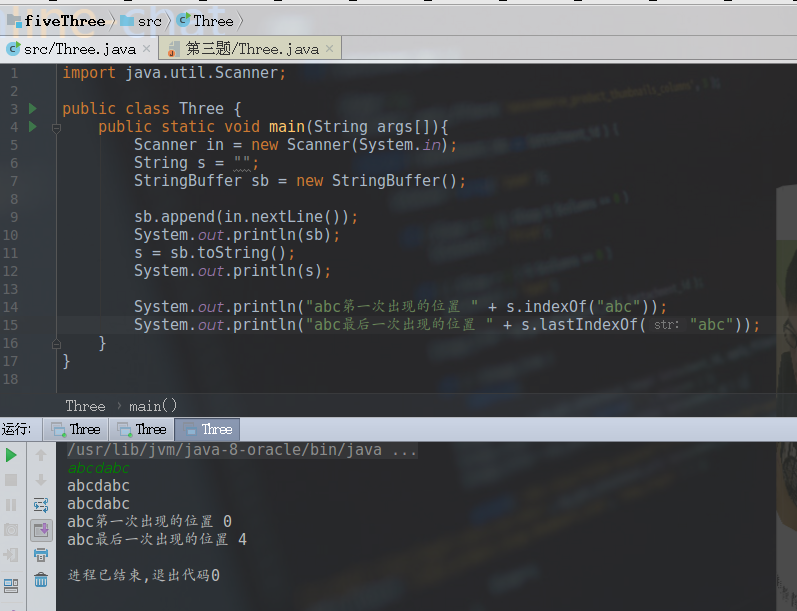 fiveThree src Three
src/Three.java × 第三题/Three.java ×
1 import java.util.Scanner;
2
3 public class Three {
4 public static void main(String args[]){
5 Scanner in = new Scanner(System.in);
6 String s = "";
7 StringBuffer sb = new StringBuffer();
8
9 sb.append(in.nextLine());
10 System.out.println(sb);
11 s = sb.toString();
12 System.out.println(s);
13
14 System.out.println("abc第一次出现的位置 " + s.indexOf("abc"));
15 System.out.println("abc最后一次出现的位置 " + s.lastIndexOf( str: "abc"));
16 }
17 }
18
Three › main()
运行: Three Three Three
/usr/lib/jvm/java-8-oracle/bin/java ...
abcdabc
abcdabc
abcdabc
abc第一次出现的位置 0
abc最后一次出现的位置 4
进程已结束,退出代码0